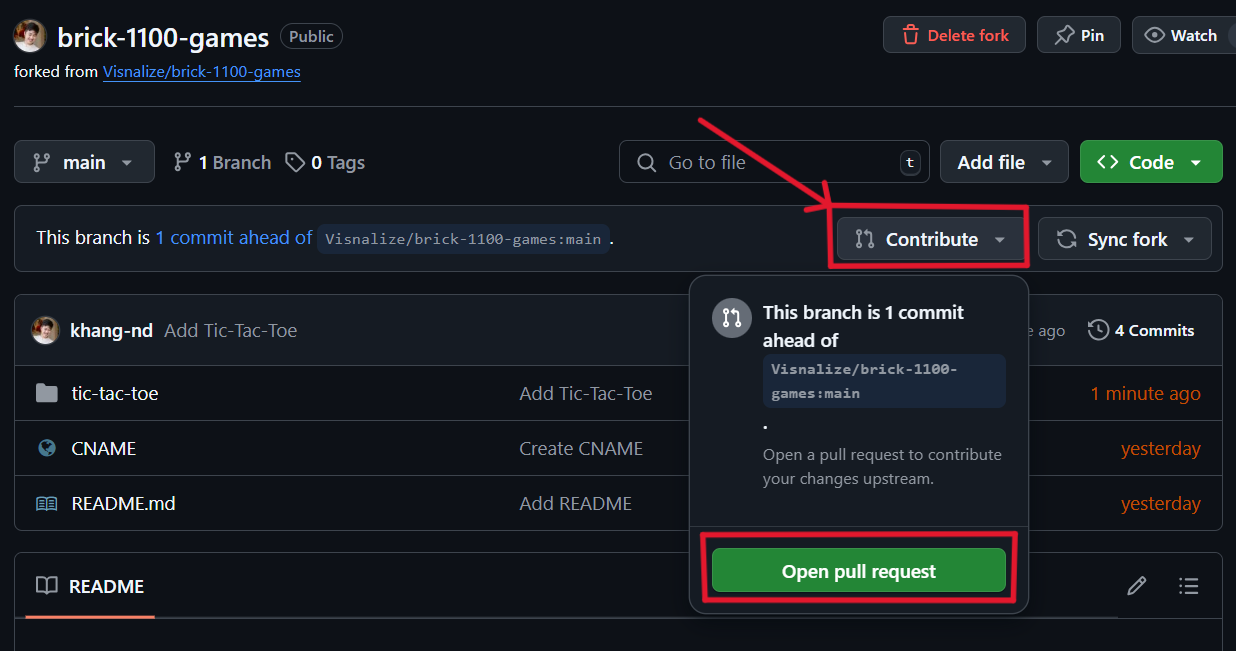 brick-1100-games Public Delete fork Pin Watch
forked from Visnalize/brick-1100-games
main 1 Branch 0 Tags Go to file t Add file Code
This branch is 1 commit ahead of Visnalize/brick-1100-games:main . Contribute Sync fork
This branch is 1 commit
ahead of
Visnalize/brick-1100-
games:main
.
Open a pull request to contribute
your changes upstream.
Open pull request
khang-nd Add Tic-Tac-Toe ago 4 Commits
tic-tac-toe Add Tic-Tac-Toe 1 minute ago
CNAME Create CNAME yesterday
README.md Add README yesterday
README